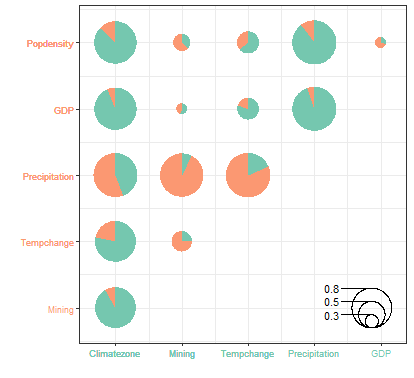 Popdensity
GDP
Precipitation
Tempchange
Mining
0.8
0.5
0.3
Climatezone Mining Tempchange Precipitation GDP